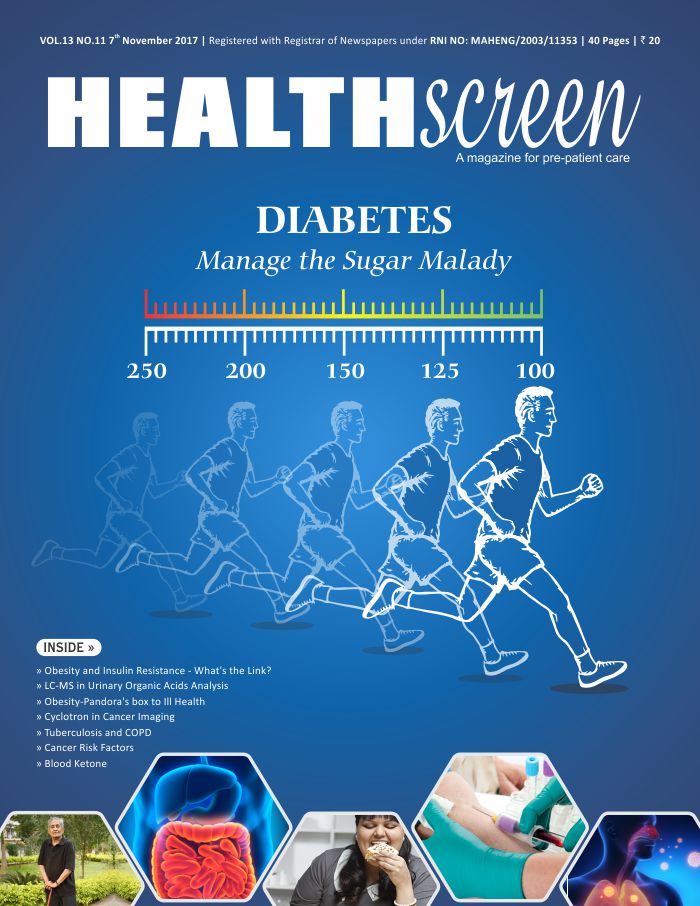 VOL.13 NO.11 7th November 2017 | Registered with Registrar of Newspapers under RNI NO: MAHENG/2003/11353 | 40 Pages | ₹ 20
HEALTHscreen
A magazine for pre-patient care
DIABETES
Manage the Sugar Malady
250 200 150 125 100
INSIDE »
» Obesity and Insulin Resistance - What's the Link?
» LC-MS in Urinary Organic Acids Analysis
» Obesity-Pandora's box to Ill Health
» Cyclotron in Cancer Imaging
» Tuberculosis and COPD
» Cancer Risk Factors
» Blood Ketone